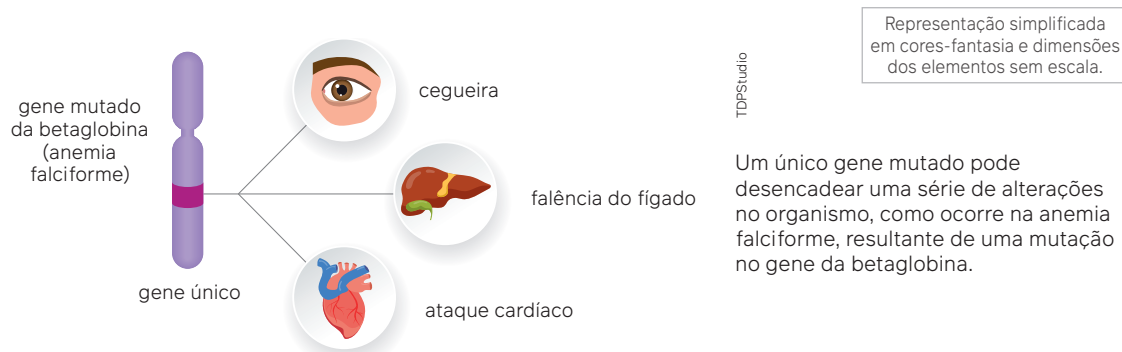 gene mutado
da betaglobina
(anemia
falciforme)
gene único
cegueira
falência do fígado
ataque cardíaco
TDPStudio
Representação simplificada
em cores-fantasia e dimensões
dos elementos sem escala.
Um único gene mutado pode
desencadear uma série de alterações
no organismo, como ocorre na anemia
falciforme, resultante de uma mutação
no gene da betaglobina.